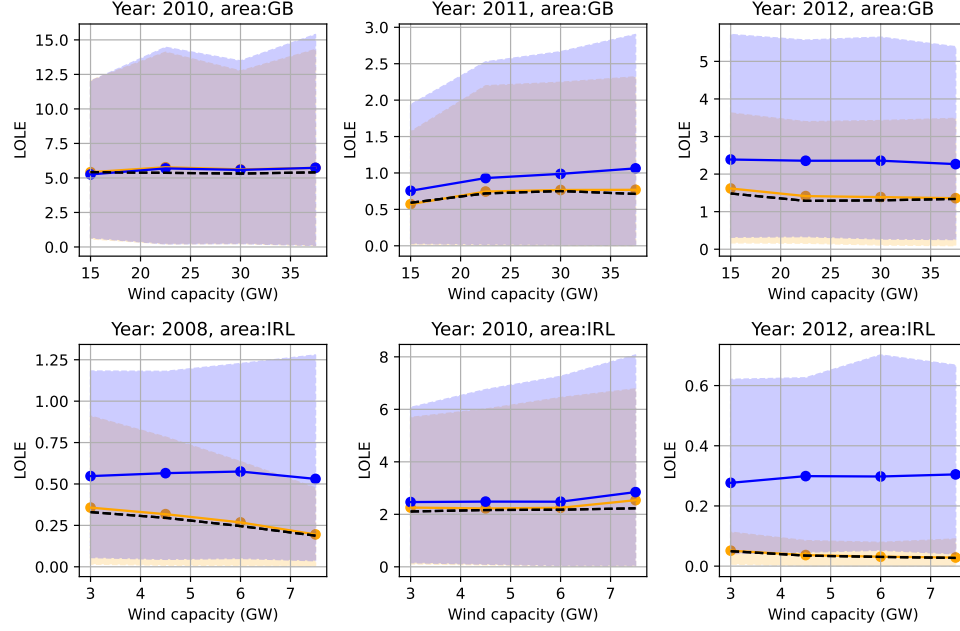 Year: 2010, area:GB
15.0
12.5
10.0
7.5
5.0
2.5
0.0
LOLE
15 20 25 30 35
Wind capacity (GW)
Year: 2011, area:GB
3.0
2.5
2.0
1.5
1.0
0.5
0.0
LOLE
15 20 25 30 35
Wind capacity (GW)
Year: 2012, area:GB
5
4
3
2
1
0
LOLE
15 20 25 30 35
Wind capacity (GW)
Year: 2008, area:IRL
1.25
1.00
0.75
0.50
0.25
0.00
LOLE
3 4 5 6 7
Wind capacity (GW)
Year: 2010, area:IRL
8
6
4
2
0
LOLE
3 4 5 6 7
Wind capacity (GW)
Year: 2012, area:IRL
0.6
0.4
0.2
0.0
LOLE
3 4 5 6 7
Wind capacity (GW)